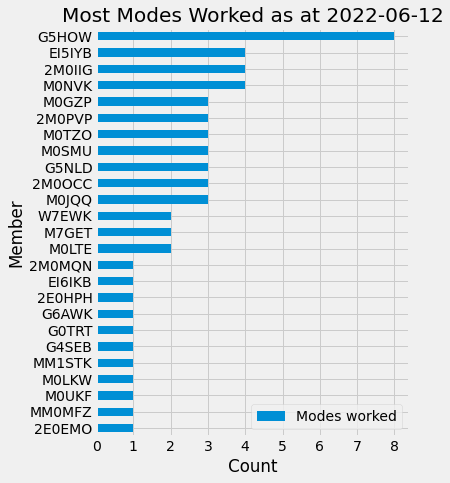 Most Modes Worked as at 2022-06-12
G5HOW
EI5IYB
2M0IIG
M0NVK
M0GZP
2M0PVP
M0TZO
M0SMU
G5NLD
2M0OCC
M0JQQ
W7EWK
M7GET
M0LTE
2M0MQN
EI6IKB
2E0HPH
G6AWK
G0TRT
G4SEB
MM1STK
M0LKW
M0UKF
MM0MFZ
2E0EMO
Member
Modes worked
0 1 2 3 4 5 6 7 8
Count